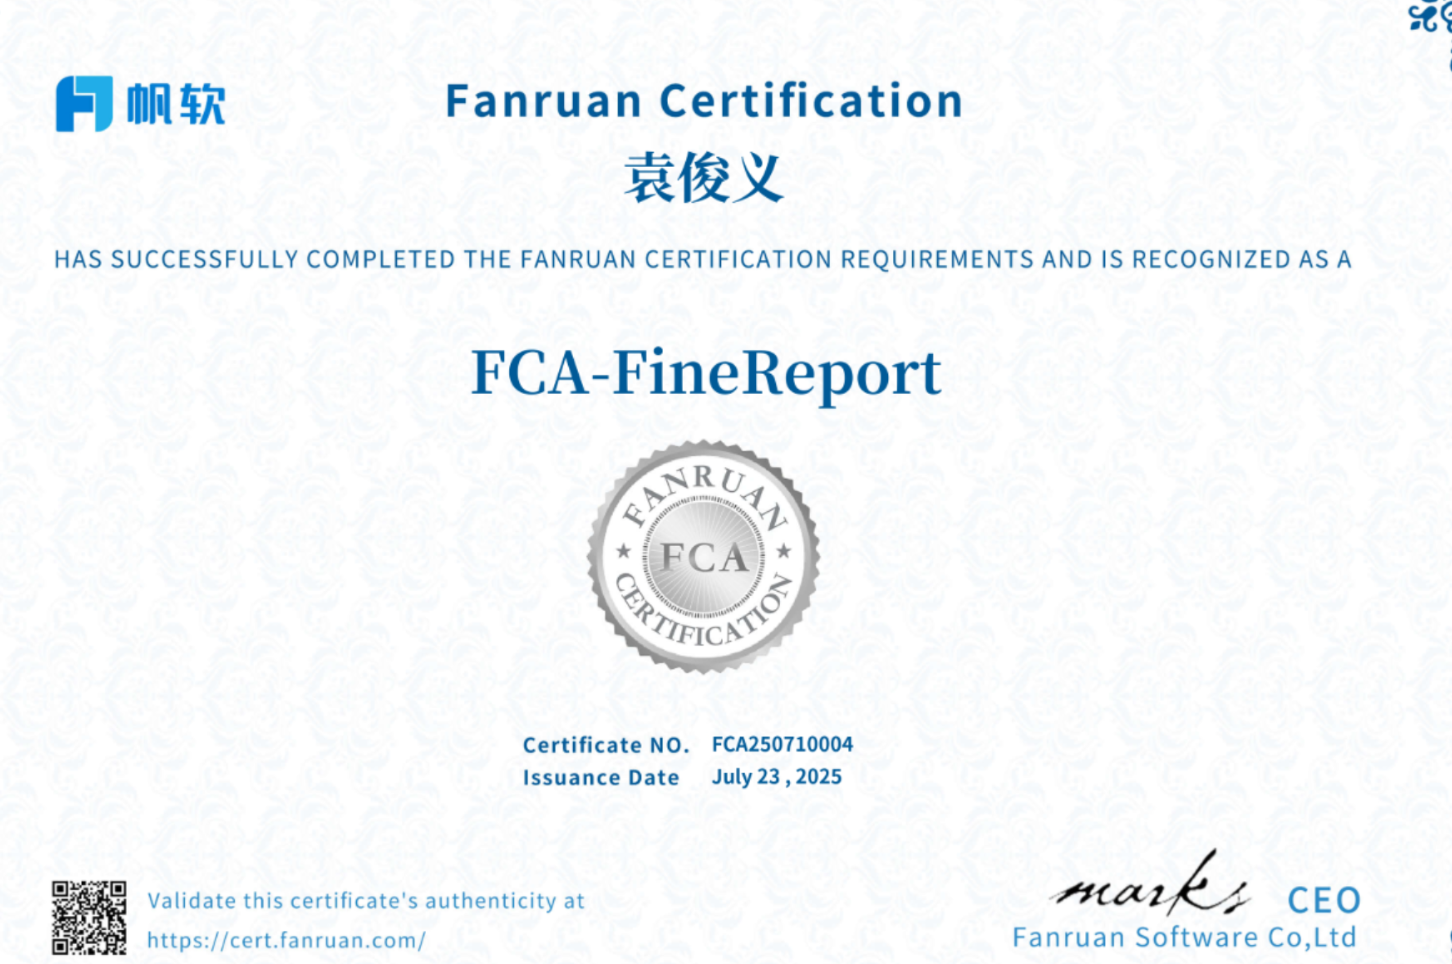 帆软
Fanruan Certification
袁俊义
HAS SUCCESSFULLY COMPLETED THE FANRUAN CERTIFICATION REQUIREMENTS AND IS RECOGNIZED AS A
FCA-FineReport
FANRUAN
FCA
CERTIFICATION
Certificate NO. FCA250710004
Issuance Date July 23 , 2025
Validate this certificate's authenticity at
https://cert.fanruan.com/
marks CEO
Fanruan Software Co,Ltd